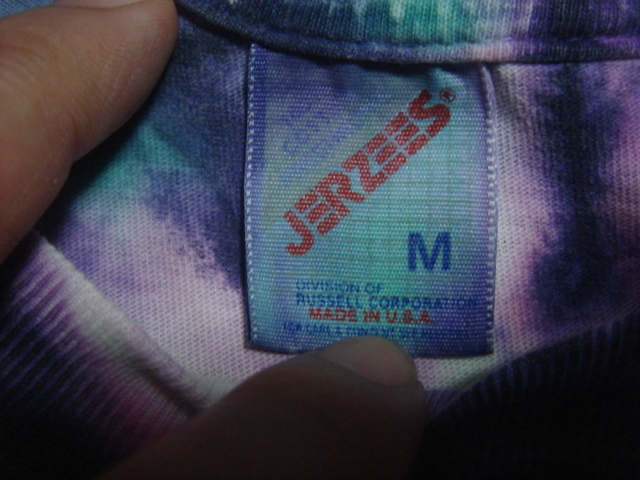 JERZEES®
M
DIVISION OF
RUSSELL CORPORATION
MADE IN U.S.A.